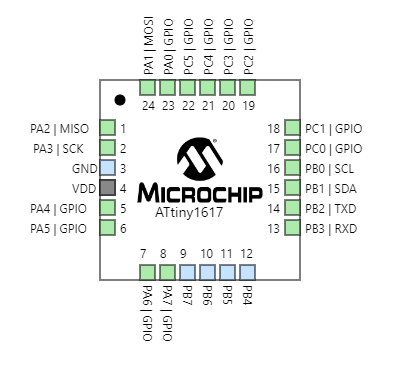 PA1 | MOSI
PA0 | GPIO
PC5 | GPIO
PC4 | GPIO
PC3 | GPIO
PC2 | GPIO
24 23 22 21 20 19
PA2 | MISO 1
PA3 | SCK 2
GND 3
VDD 4
PA4 | GPIO 5
PA5 | GPIO 6
MICROCHIP
ATtiny1617
18 PC1 | GPIO
17 PC0 | GPIO
16 PB0 | SCL
15 PB1 | SDA
14 PB2 | TXD
13 PB3 | RXD
7 8 9 10 11 12
PA6 | GPIO
PA7 | GPIO
PB7
PB6
PB5
PB4